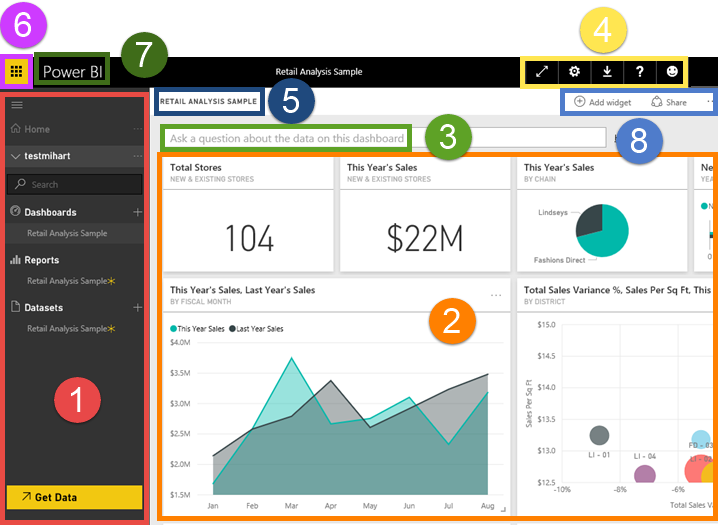 6
7
4
Power BI
Retail Analysis Sample
?
RETAIL ANALYSIS SAMPLE
5
Add widget
Share
...
Home ...
testmihart ...
Search
Dashboards +
Retail Analysis Sample
Reports
Retail Analysis Sample
Datasets +
Retail Analysis Sample
1
Get Data
Ask a question about the data on this dashboard
3
8
Total Stores
NEW & EXISTING STORES
104
This Year's Sales
NEW & EXISTING STORES
$22M
This Year's Sales
BY CHAIN
Lindseys
Fashions Direct
Ne
YEA
N
This Year's Sales, Last Year's Sales
BY FISCAL MONTH
...
2
This Year Sales Last Year Sales
$4.0M
$3.5M
$3.0M
$2.5M
$2.0M
$1.5M
Jan Feb Mar Apr May Jun Jul Aug
Total Sales Variance %, Sales Per Sq Ft, This
BY DISTRICT
Sales Per Sq Ft
$15.0
$14.5
$14.0
$13.5
$13.0
$12.5
LI - 01
LI - 04
FD - 03
-10% -8% -6%
Total Sales Va